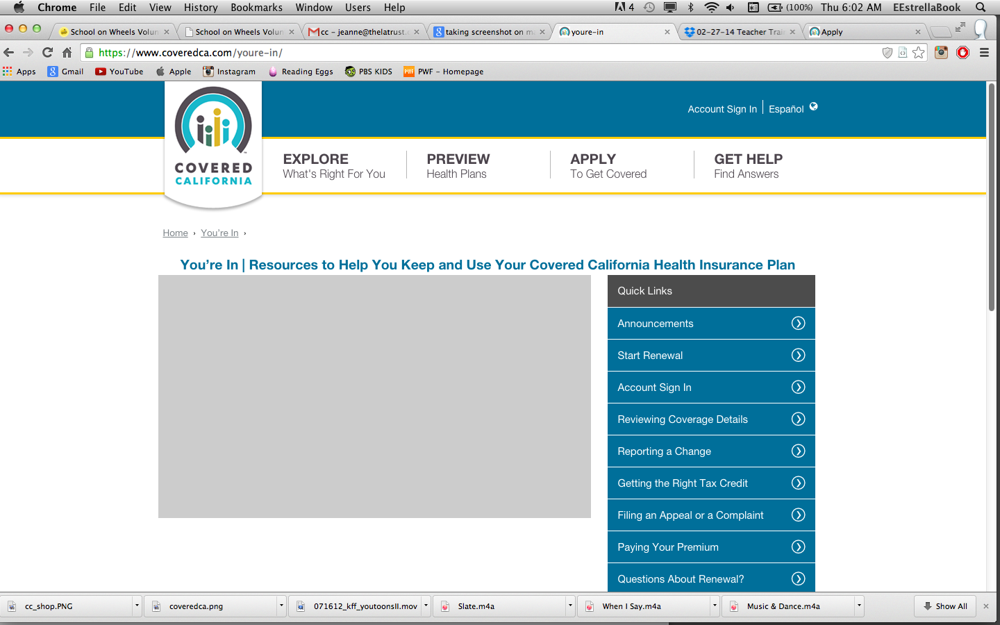 Chrome File Edit View History Bookmarks Window Users Help 4 (100%) Thu 6:02 AM EEstrellaBook
School on Wheels Volun School on Wheels Volun cc - jeanne@thelatrust. taking screenshot on ma youre-in 02-27-14 Teacher Trai Apply
https://www.coveredca.com/youre-in/
Apps Gmail YouTube Apple Instagram Reading Eggs PBS KIDS PWF - Homepage
Account Sign In Español
COVERED
CALIFORNIA
EXPLORE
What's Right For You
PREVIEW
Health Plans
APPLY
To Get Covered
GET HELP
Find Answers
Home › You're In ›
You're In | Resources to Help You Keep and Use Your Covered California Health Insurance Plan
Quick Links
Announcements
Start Renewal
Account Sign In
Reviewing Coverage Details
Reporting a Change
Getting the Right Tax Credit
Filing an Appeal or a Complaint
Paying Your Premium
Questions About Renewal?
cc_shop.PNG coveredca.png 071612_kff_youtoonsII.mov Slate.m4a When I Say.m4a Music & Dance.m4a Show All